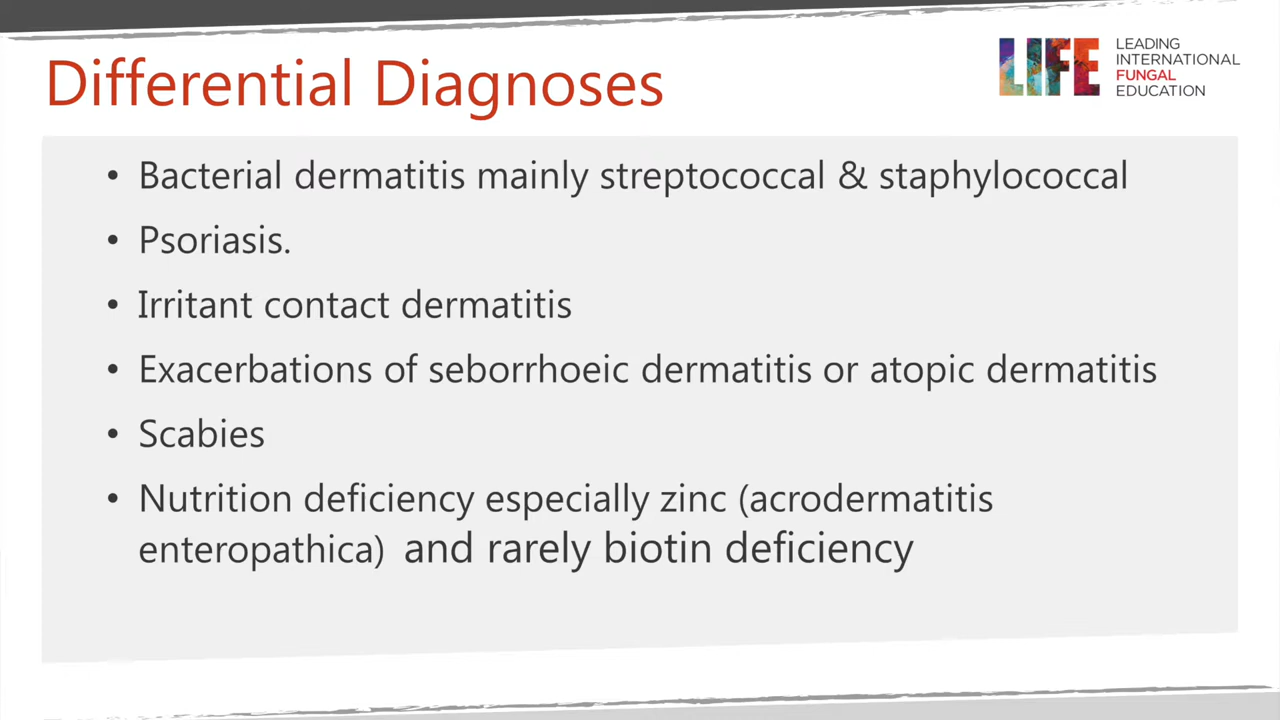 Differential Diagnoses
LIFE
LEADING
INTERNATIONAL
FUNGAL
EDUCATION
• Bacterial dermatitis mainly streptococcal & staphylococcal
• Psoriasis.
• Irritant contact dermatitis
• Exacerbations of seborrhoeic dermatitis or atopic dermatitis
• Scabies
• Nutrition deficiency especially zinc (acrodermatitis
enteropathica) and rarely biotin deficiency